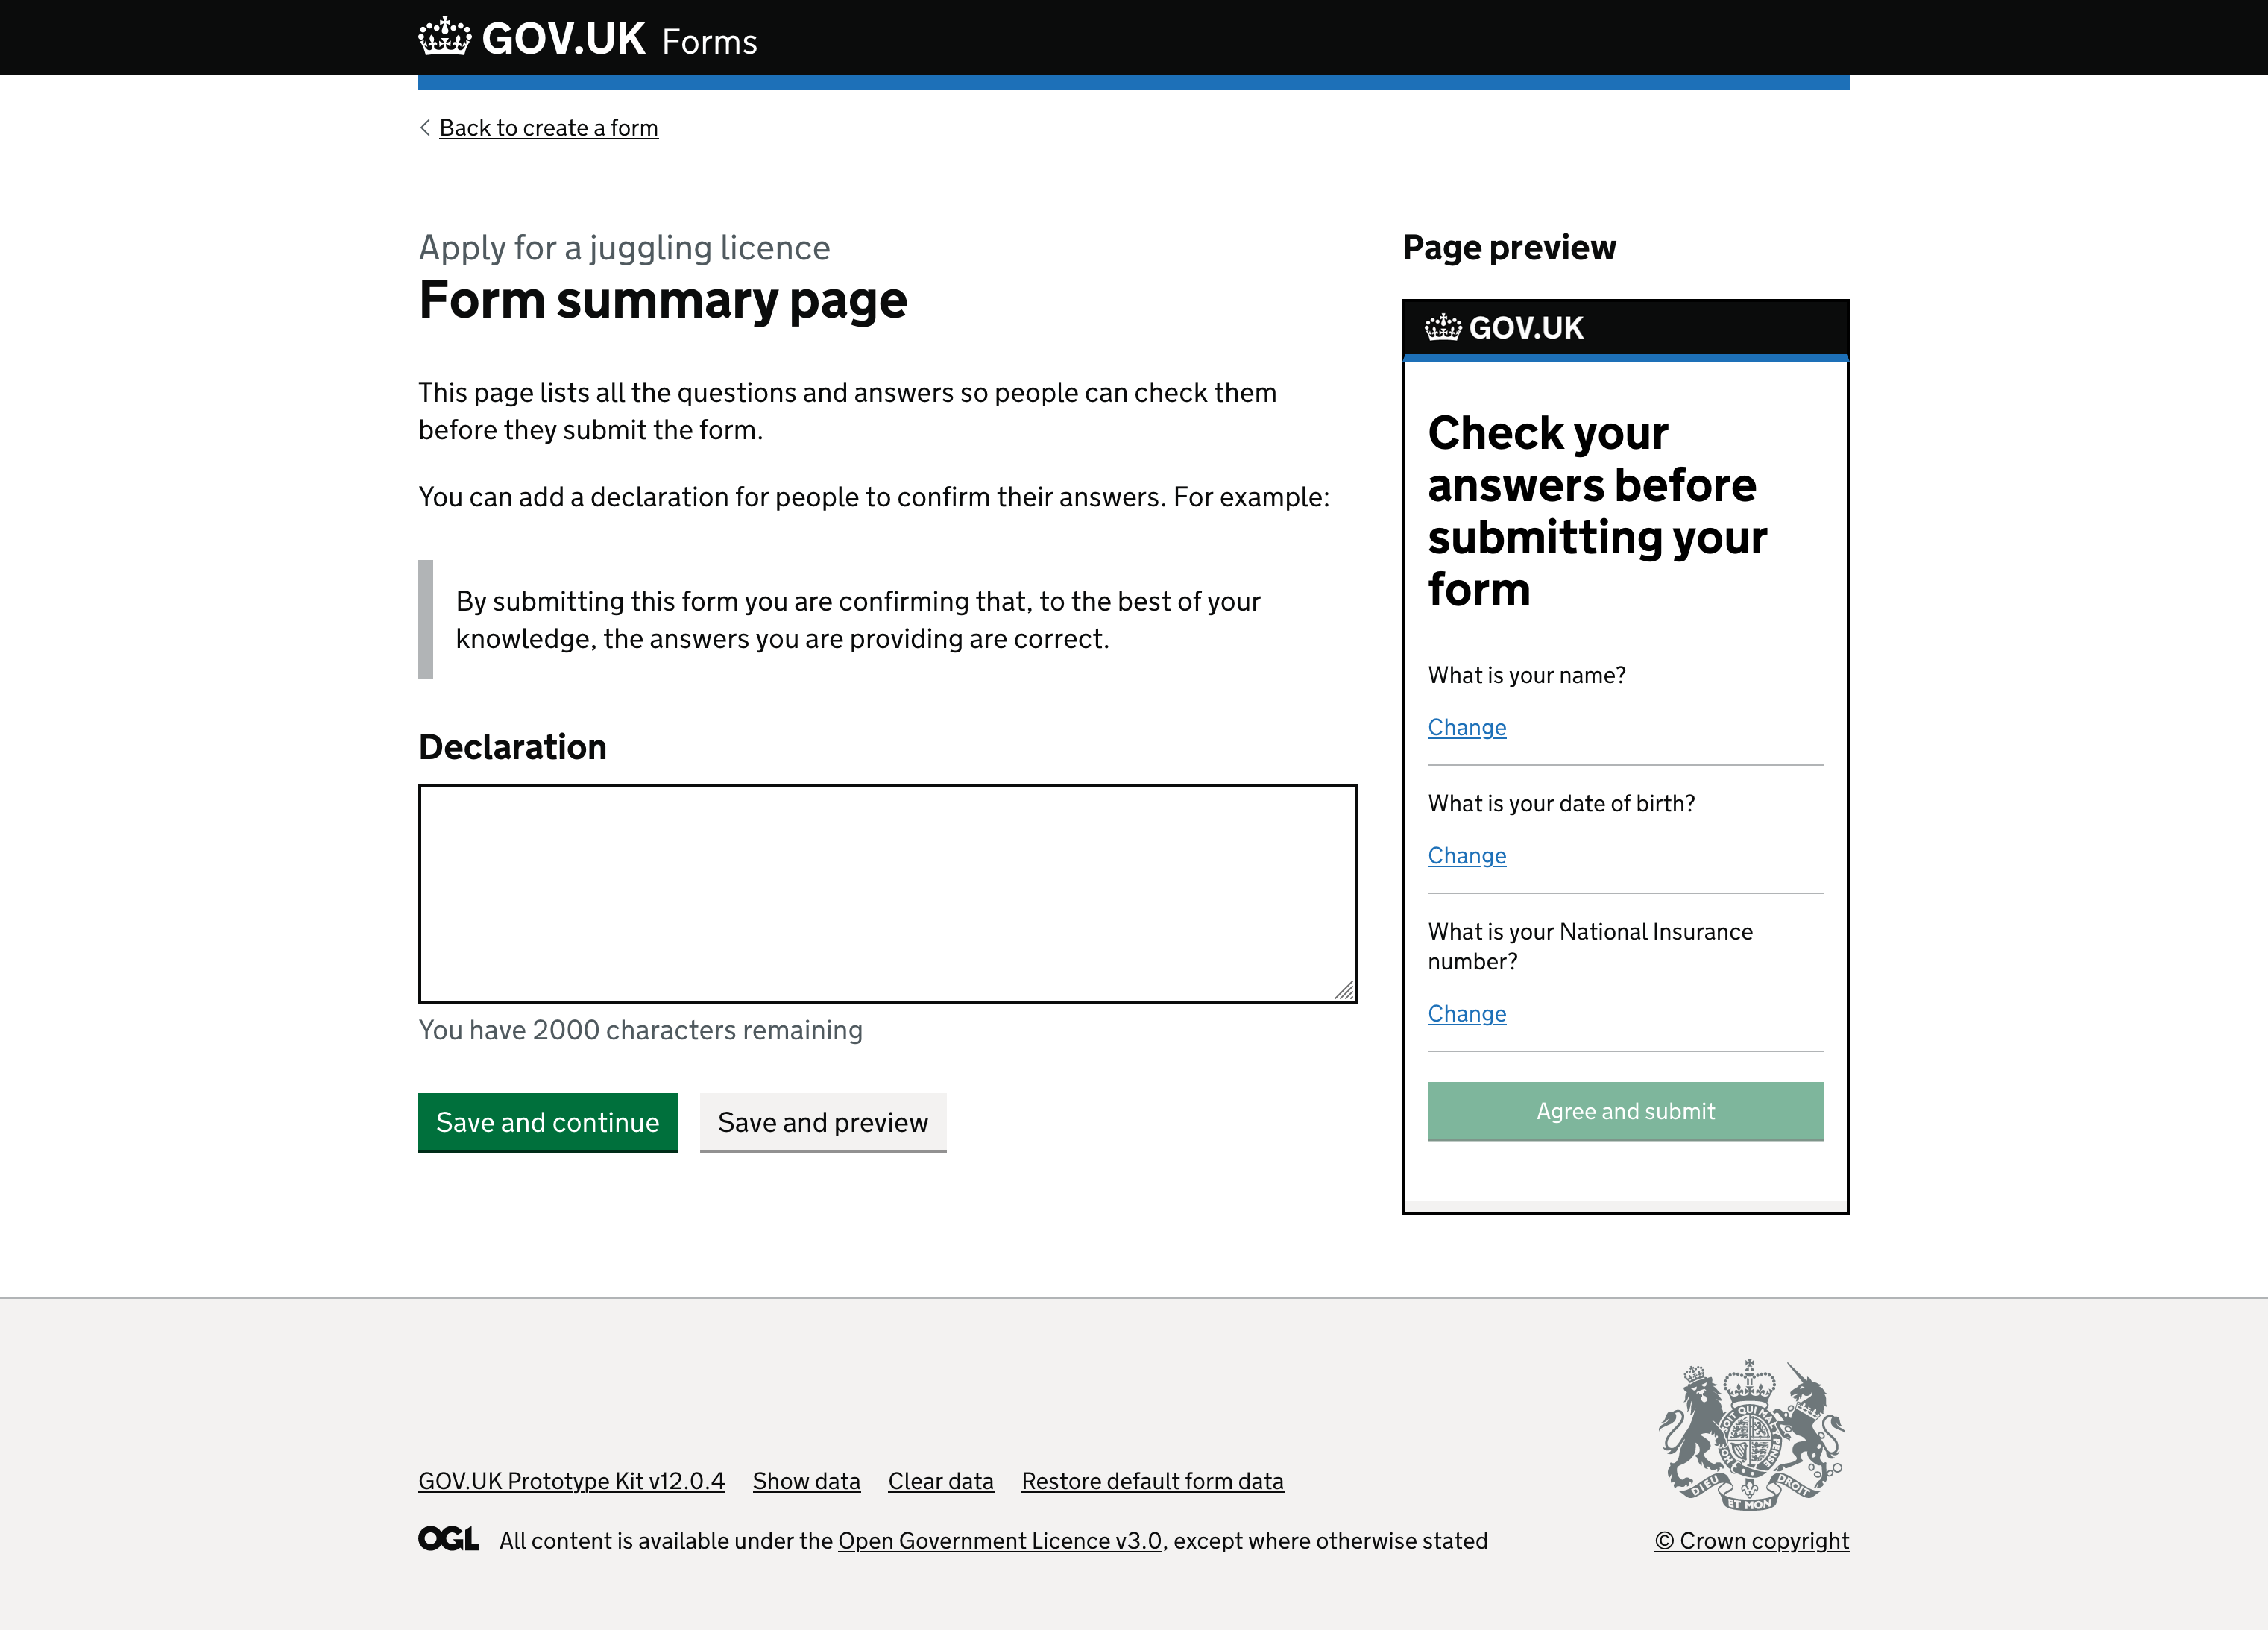 GOV.UK Forms
Back to create a form
Apply for a juggling licence
Form summary page
This page lists all the questions and answers so people can check them
before they submit the form.
You can add a declaration for people to confirm their answers. For example:
By submitting this form you are confirming that, to the best of your
knowledge, the answers you are providing are correct.
Declaration
You have 2000 characters remaining
Save and continue
Save and preview
Page preview
GOV.UK
Check your
answers before
submitting your
form
What is your name?
Change
What is your date of birth?
Change
What is your National Insurance
number?
Change
Agree and submit
GOV.UK Prototype Kit v12.0.4 Show data Clear data Restore default form data
OGL All content is available under the Open Government Licence v3.0, except where otherwise stated
DIEU ET MON DROIT
© Crown copyright